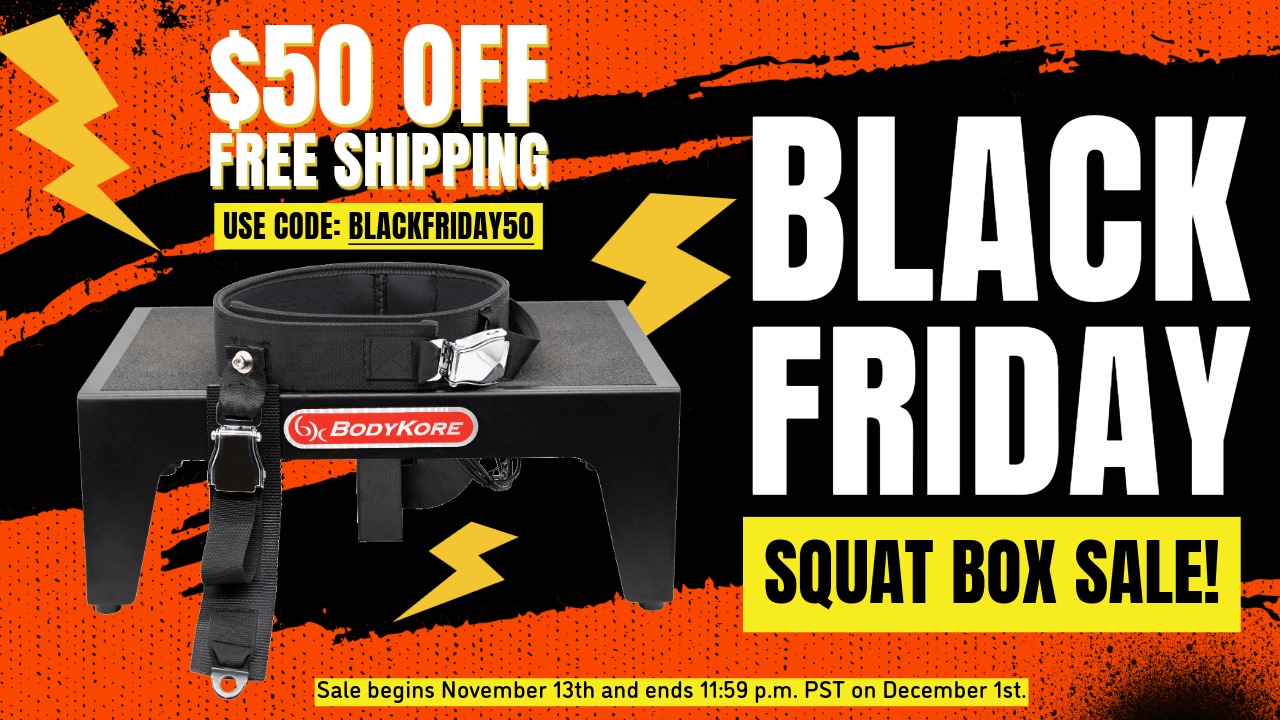 $50 OFF
FREE SHIPPING
USE CODE: BLACKFRIDAY50
BLACK
FRIDAY
SQUAT BOX SALE!
BODYKORE
Sale begins November 13th and ends 11:59 p.m. PST on December 1st.